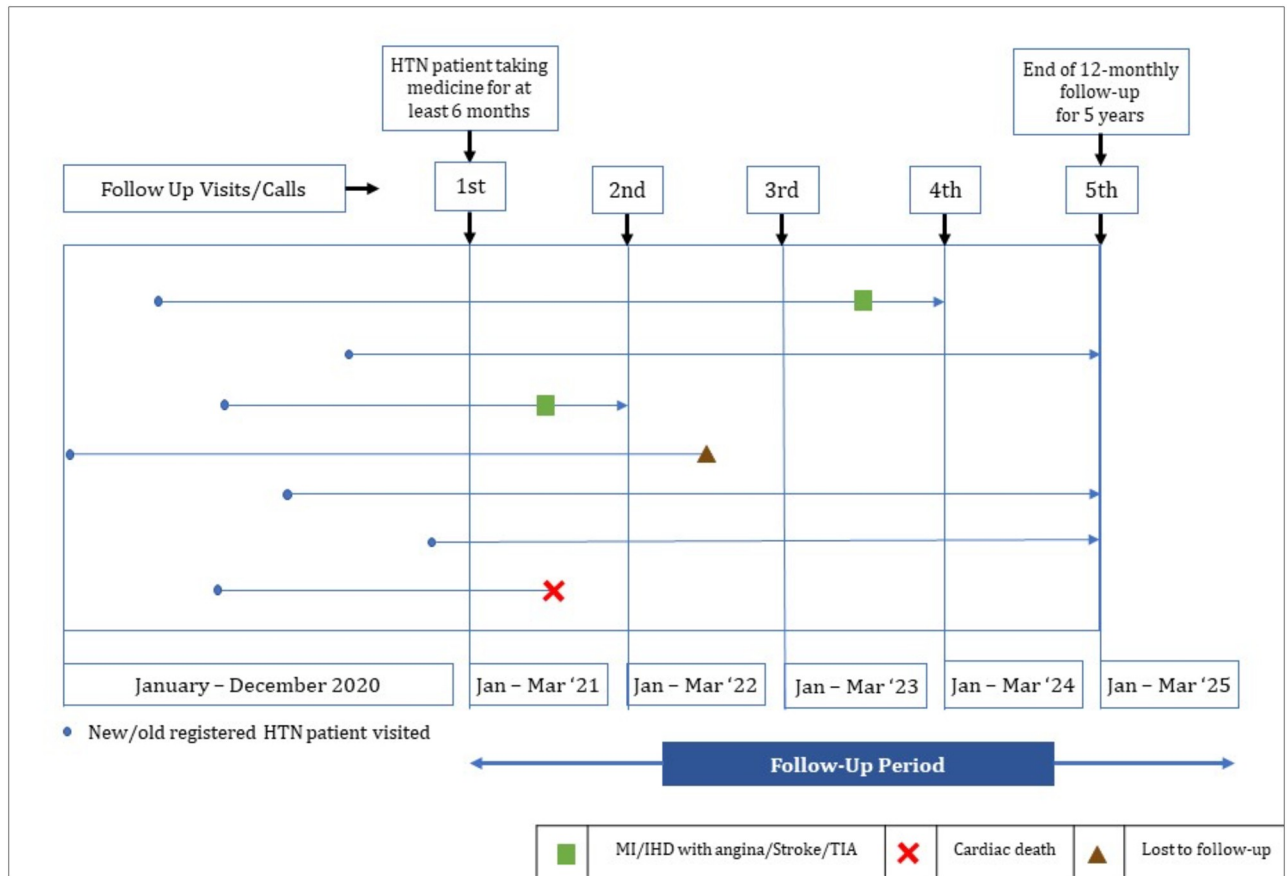 HTN patient taking
medicine for at
least 6 months
End of 12-monthly
follow-up
for 5 years
Follow Up Visits/Calls
1st
2nd
3rd
4th
5th
January – December 2020
Jan – Mar ‘21
Jan – Mar ‘22
Jan – Mar ‘23
Jan – Mar ‘24
Jan – Mar ‘25
New/old registered HTN patient visited
Follow-Up Period
MI/IHD with angina/Stroke/TIA
Cardiac death
Lost to follow-up